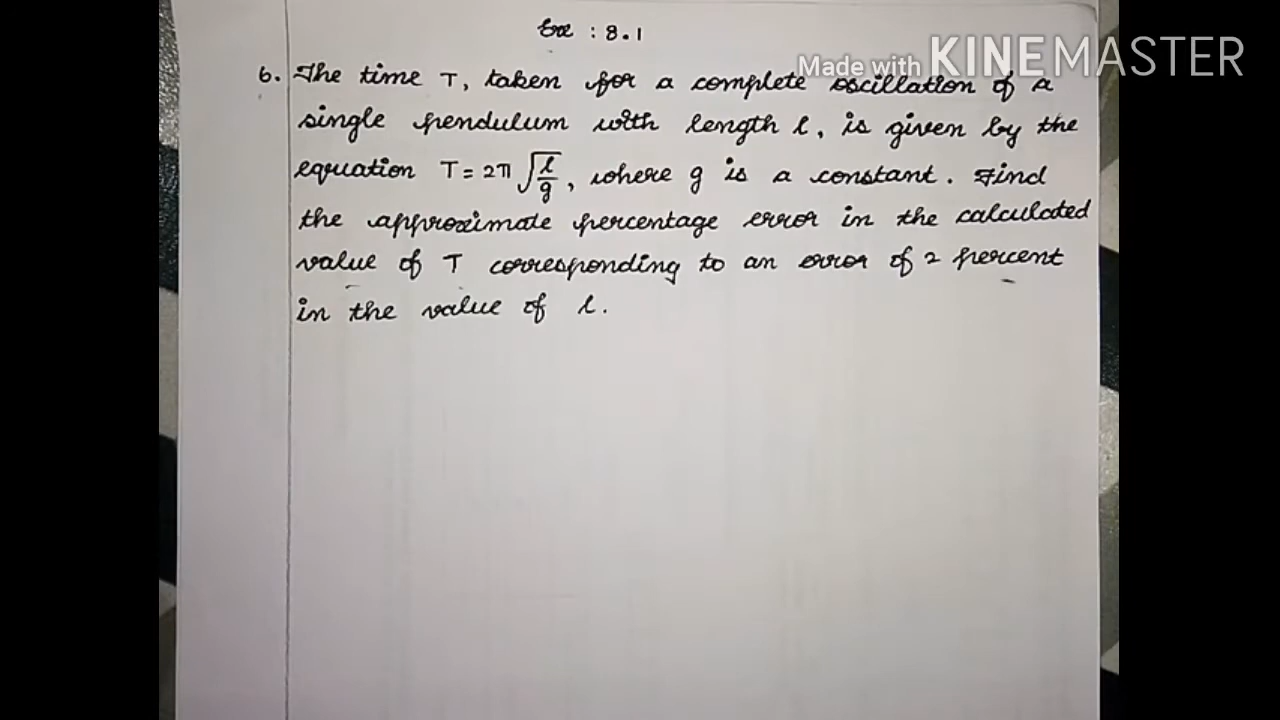 Ex : 8.1
Made with KINEMASTER
6. The time T, taken for a complete oscillation of a
single pendulum with length l, is given by the
equation T = 2π √(l/g), where g is a constant. Find
the approximate percentage error in the calculated
value of T corresponding to an error of 2 percent
in the value of l.